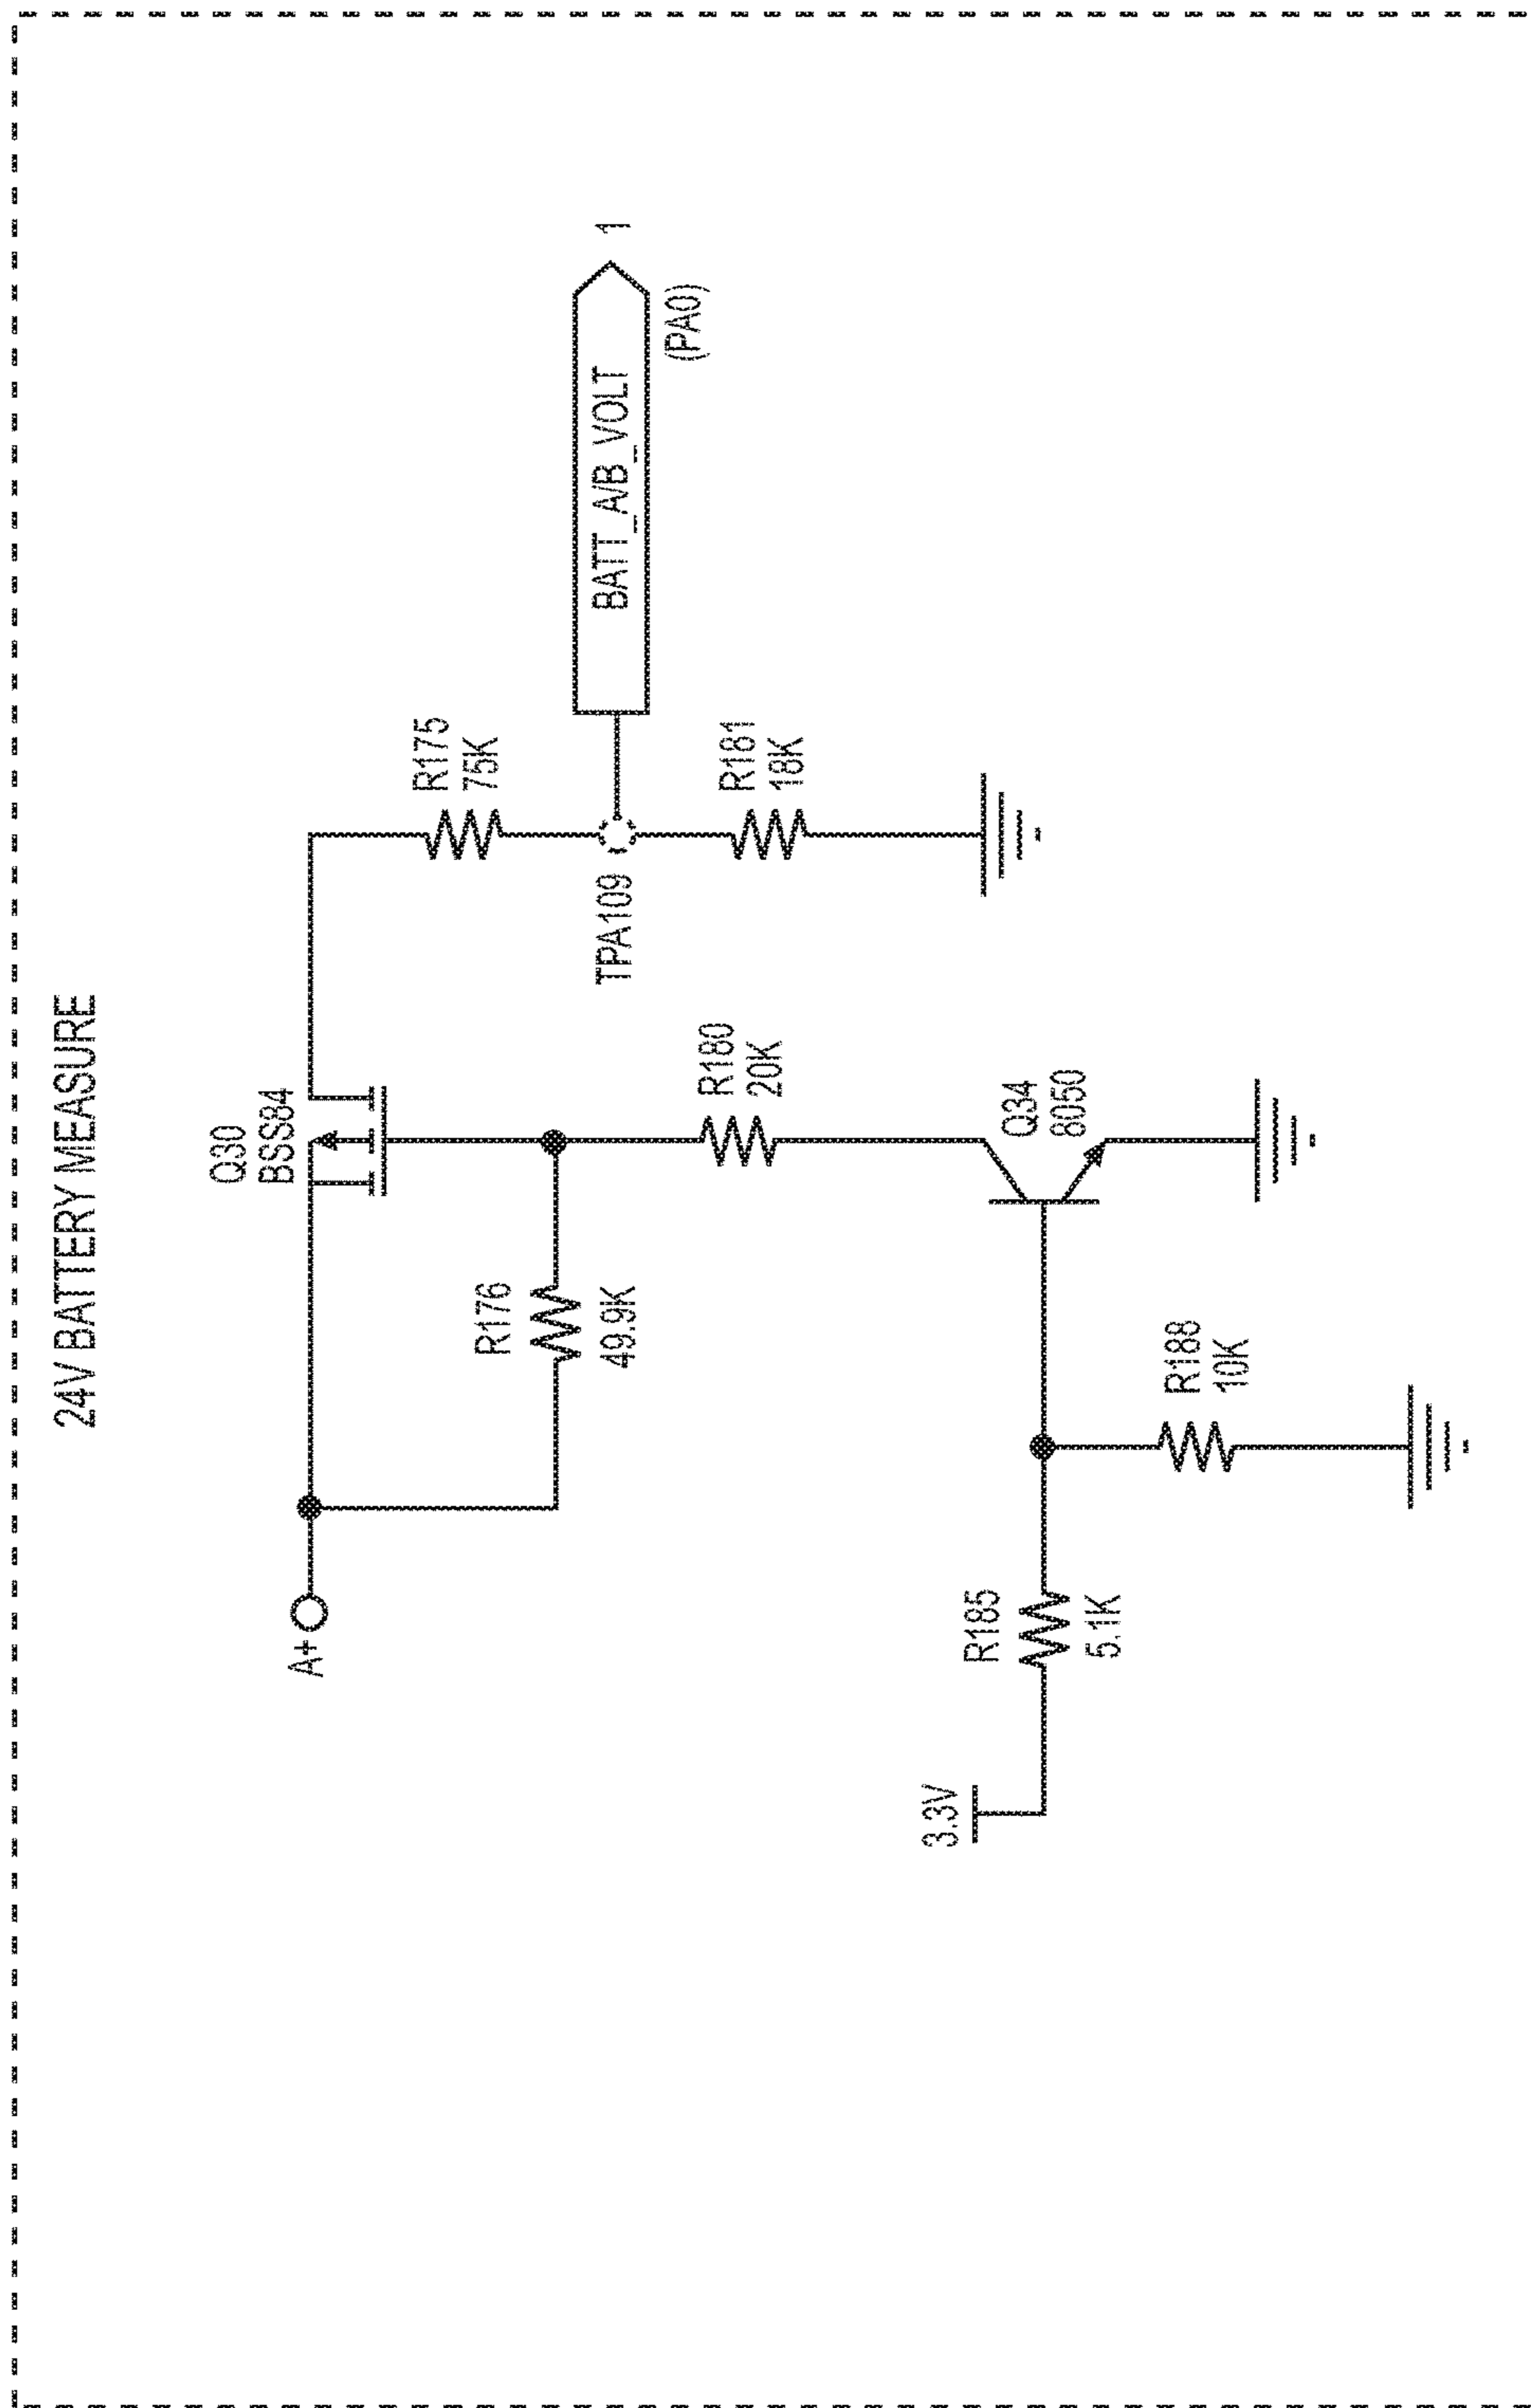 24V BATTERY MEASURE
Q30
BSS84
A+
R176
49.9K
R175
75K
TPA109
BATT_A/B_VOLT
1
(PA0)
R180
20K
R181
18K
3.3V
R185
5.1K
Q34
8050
R188
10K